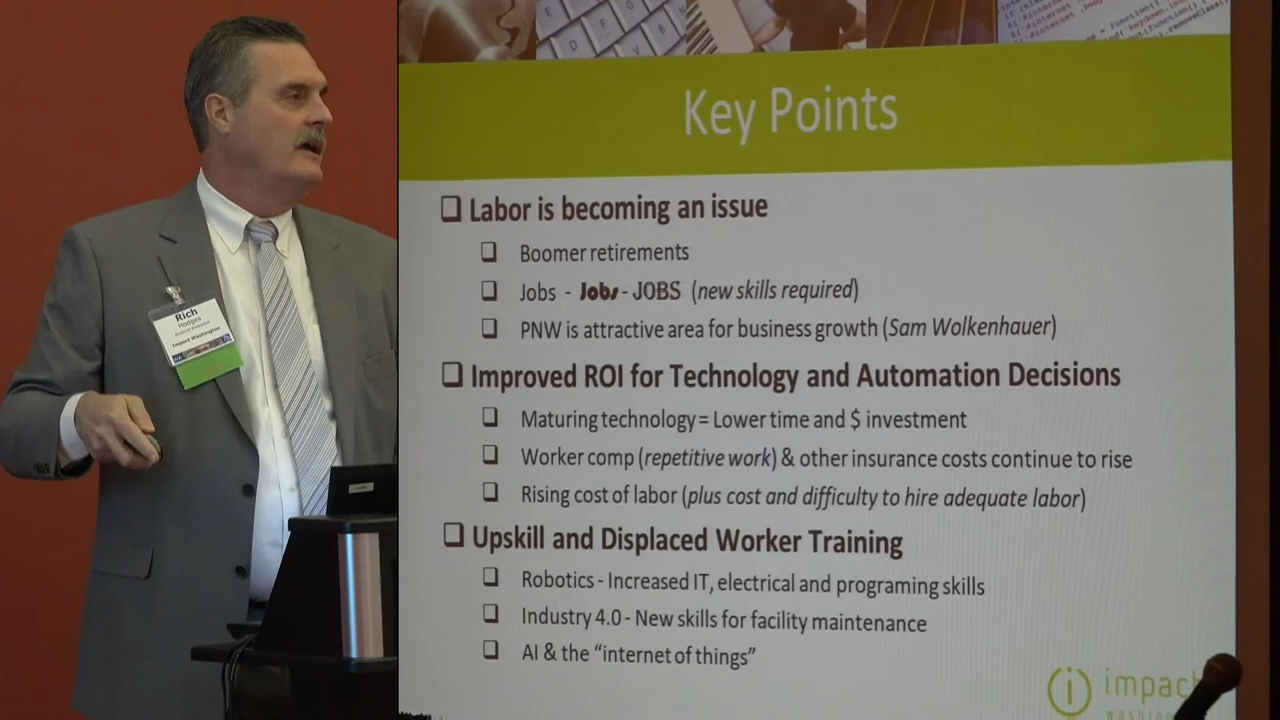 Key Points
Labor is becoming an issue
Boomer retirements
Jobs - Jobs - JOBS (new skills required)
PNW is attractive area for business growth (Sam Wolkenhauer)
Improved ROI for Technology and Automation Decisions
Maturing technology = Lower time and $ investment
Worker comp (repetitive work) & other insurance costs continue to rise
Rising cost of labor (plus cost and difficulty to hire adequate labor)
Upskill and Displaced Worker Training
Robotics - Increased IT, electrical and programing skills
Industry 4.0 - New skills for facility maintenance
AI & the “internet of things”
impact
Rich
Hodges
Account Executive
Impact Washington